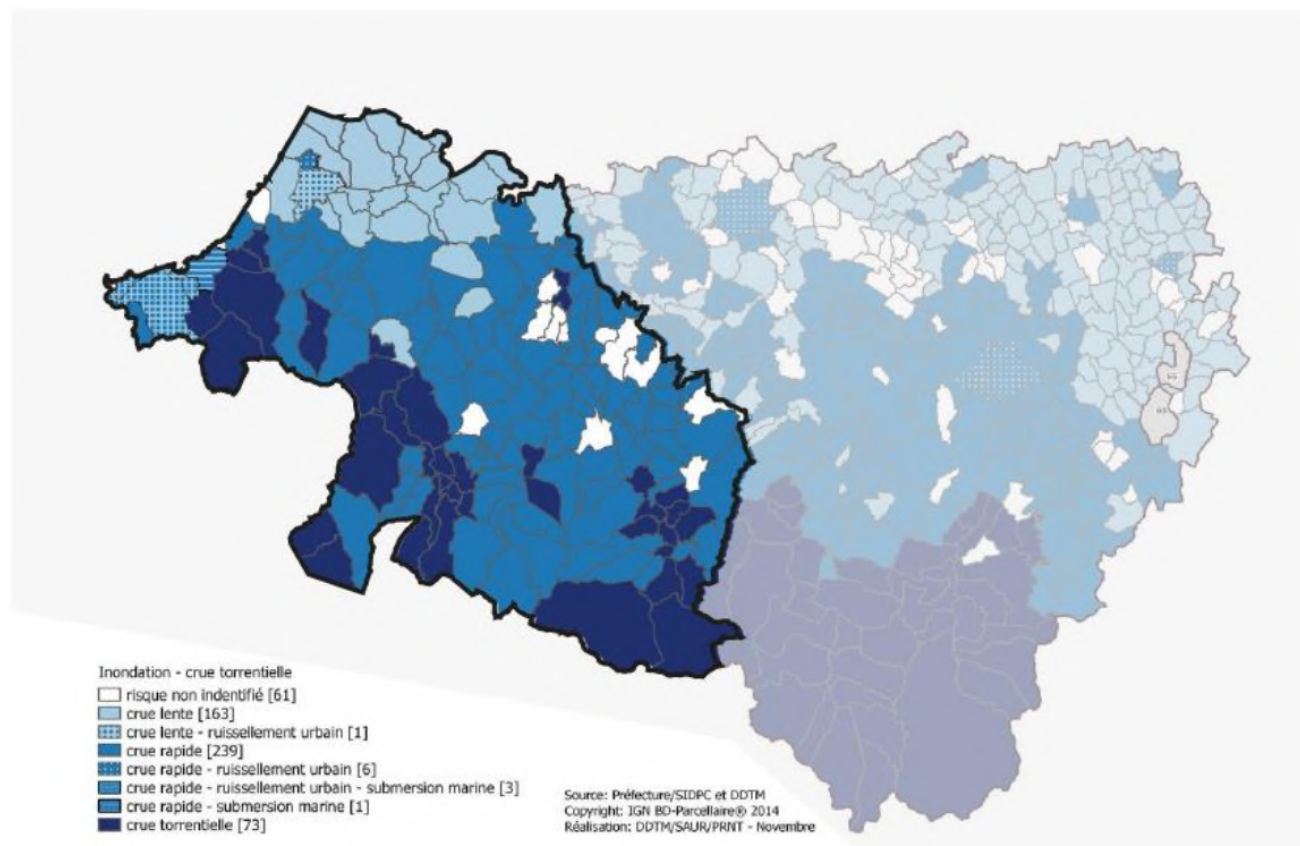 Inondation - crue torrentielle
risque non indentifié [61]
crue lente [163]
crue lente - ruissellement urbain [1]
crue rapide [239]
crue rapide - ruissellement urbain [6]
crue rapide - ruissellement urbain - submersion marine [3]
crue rapide - submersion marine [1]
crue torrentielle [73]
Source: Préfecture/SIDPC et DDTM
Copyright: IGN BD-Parcellaire® 2014
Réalisation: DDTM/SAUR/PRNT - Novembre